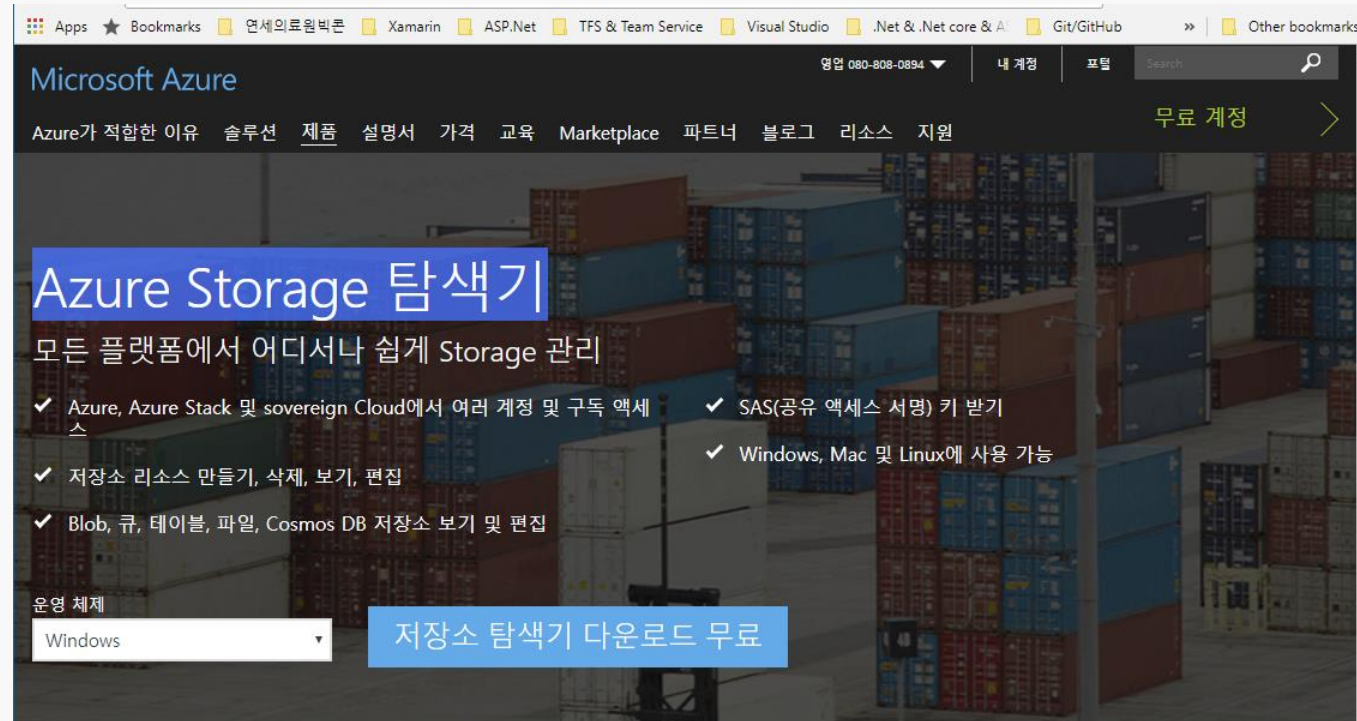 Apps Bookmarks 연세의료원빅콘 Xamarin ASP.Net TFS & Team Service Visual Studio .Net & .Net core & A Git/GitHub » Other bookmarks
영업 080-808-0894 내 계정 포털 Search
Microsoft Azure
무료 계정
Azure가 적합한 이유 솔루션 제품 설명서 가격 교육 Marketplace 파트너 블로그 리소스 지원
Azure Storage 탐색기
모든 플랫폼에서 어디서나 쉽게 Storage 관리
Azure, Azure Stack 및 sovereign Cloud에서 여러 계정 및 구독 액세
스
저장소 리소스 만들기, 삭제, 보기, 편집
Blob, 큐, 테이블, 파일, Cosmos DB 저장소 보기 및 편집
SAS(공유 액세스 서명) 키 받기
Windows, Mac 및 Linux에 사용 가능
운영 체제
Windows
저장소 탐색기 다운로드 무료